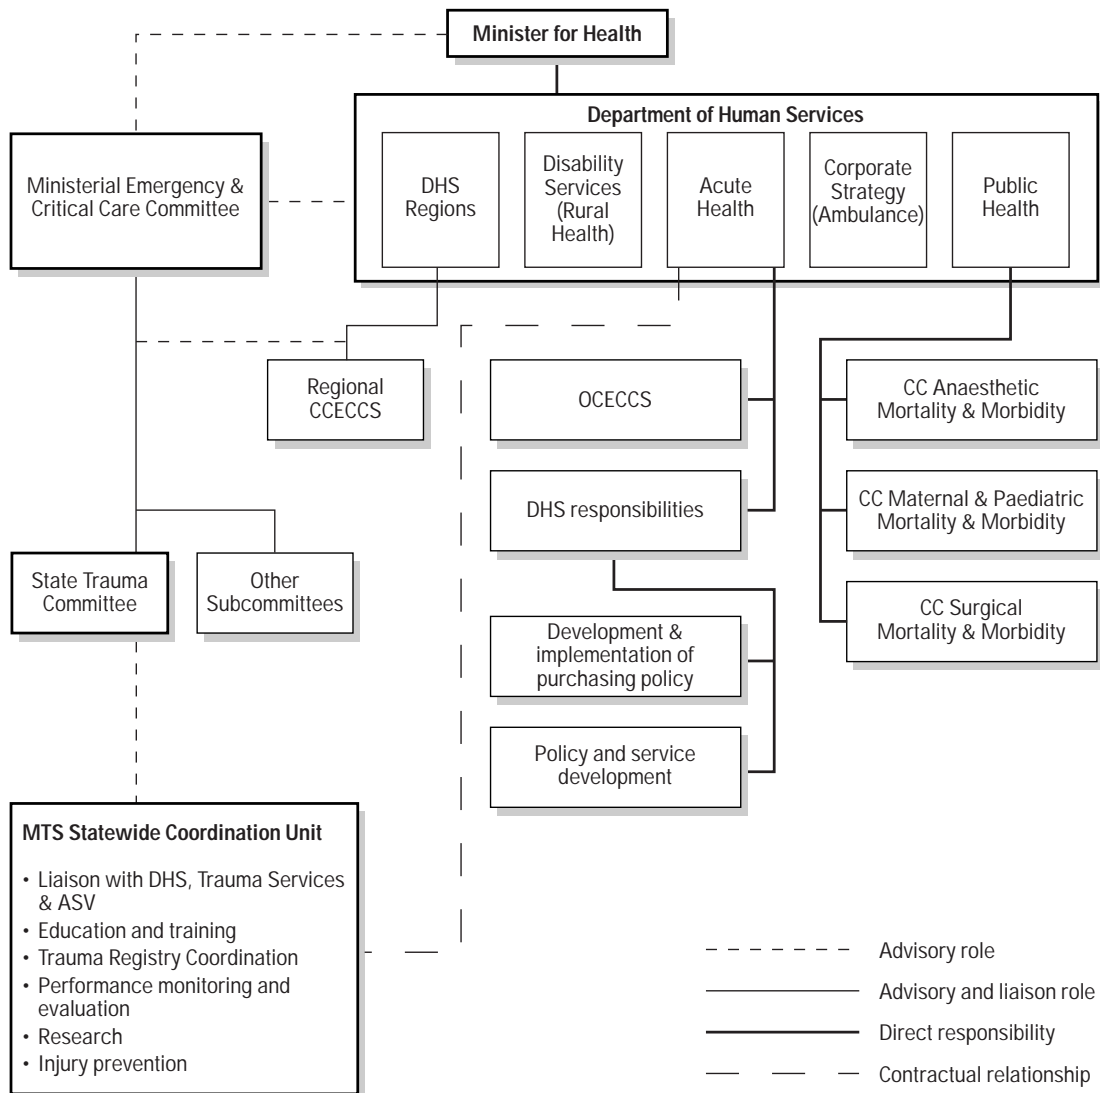 Minister for Health
Department of Human Services
Ministerial Emergency &
Critical Care Committee
DHS
Regions
Disability
Services
(Rural
Health)
Acute
Health
Corporate
Strategy
(Ambulance)
Public
Health
Regional
CCECCS
OCECCS
CC Anaesthetic
Mortality & Morbidity
DHS responsibilities
CC Maternal & Paediatric
Mortality & Morbidity
State Trauma
Committee
Other
Subcommittees
CC Surgical
Mortality & Morbidity
Development &
implementation of
purchasing policy
Policy and service
development
MTS Statewide Coordination Unit
• Liaison with DHS, Trauma Services
& ASV
• Education and training
• Trauma Registry Coordination
• Performance monitoring and
evaluation
• Research
• Injury prevention
Advisory role
Advisory and liaison role
Direct responsibility
Contractual relationship